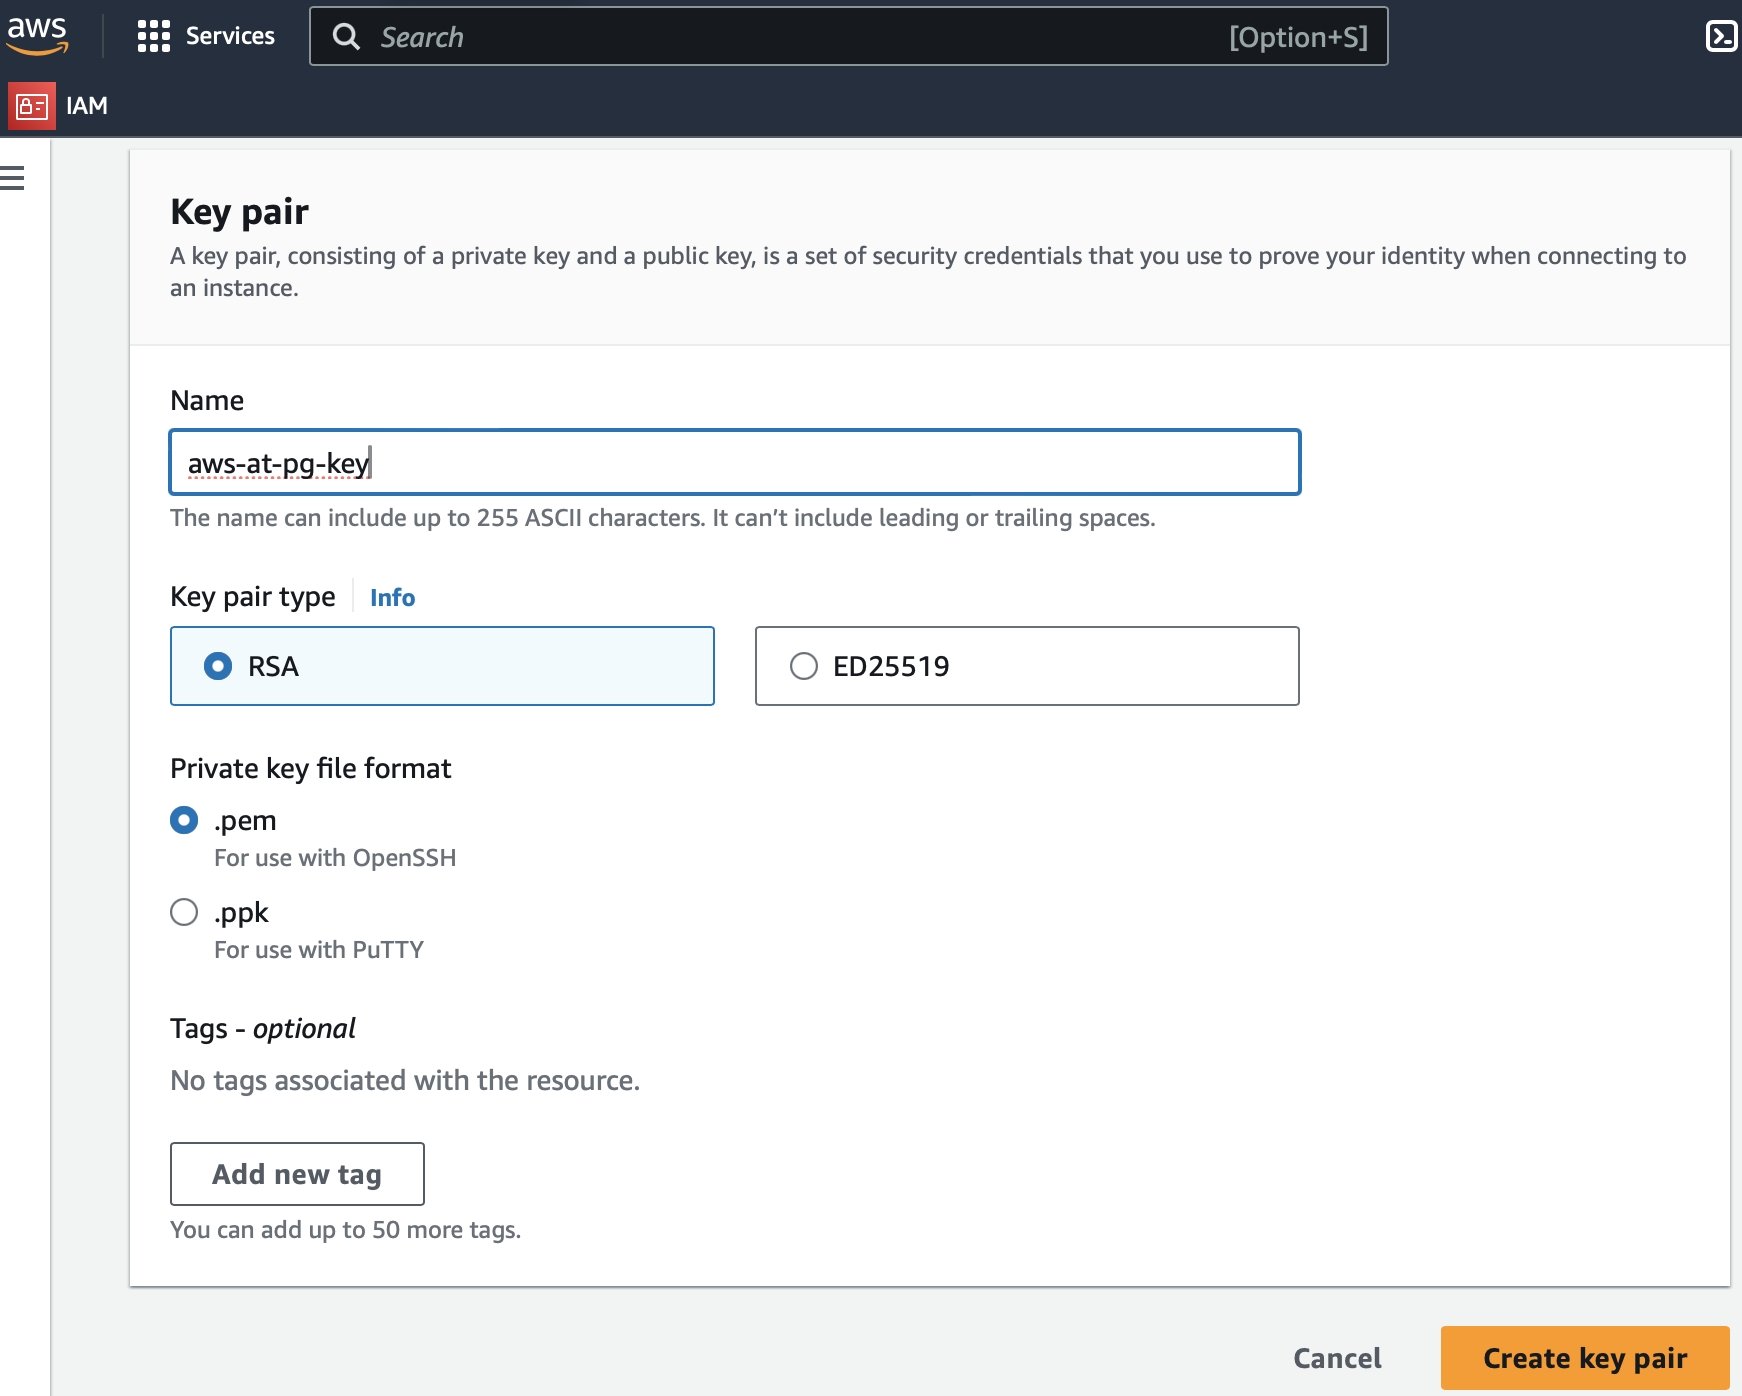 aws
Services
Search
[Option+S]
IAM
Key pair
A key pair, consisting of a private key and a public key, is a set of security credentials that you use to prove your identity when connecting to
an instance.
Name
aws-at-pg-key
The name can include up to 255 ASCII characters. It can’t include leading or trailing spaces.
Key pair type
Info
RSA
ED25519
Private key file format
.pem
For use with OpenSSH
.ppk
For use with PuTTY
Tags - optional
No tags associated with the resource.
Add new tag
You can add up to 50 more tags.
Cancel
Create key pair